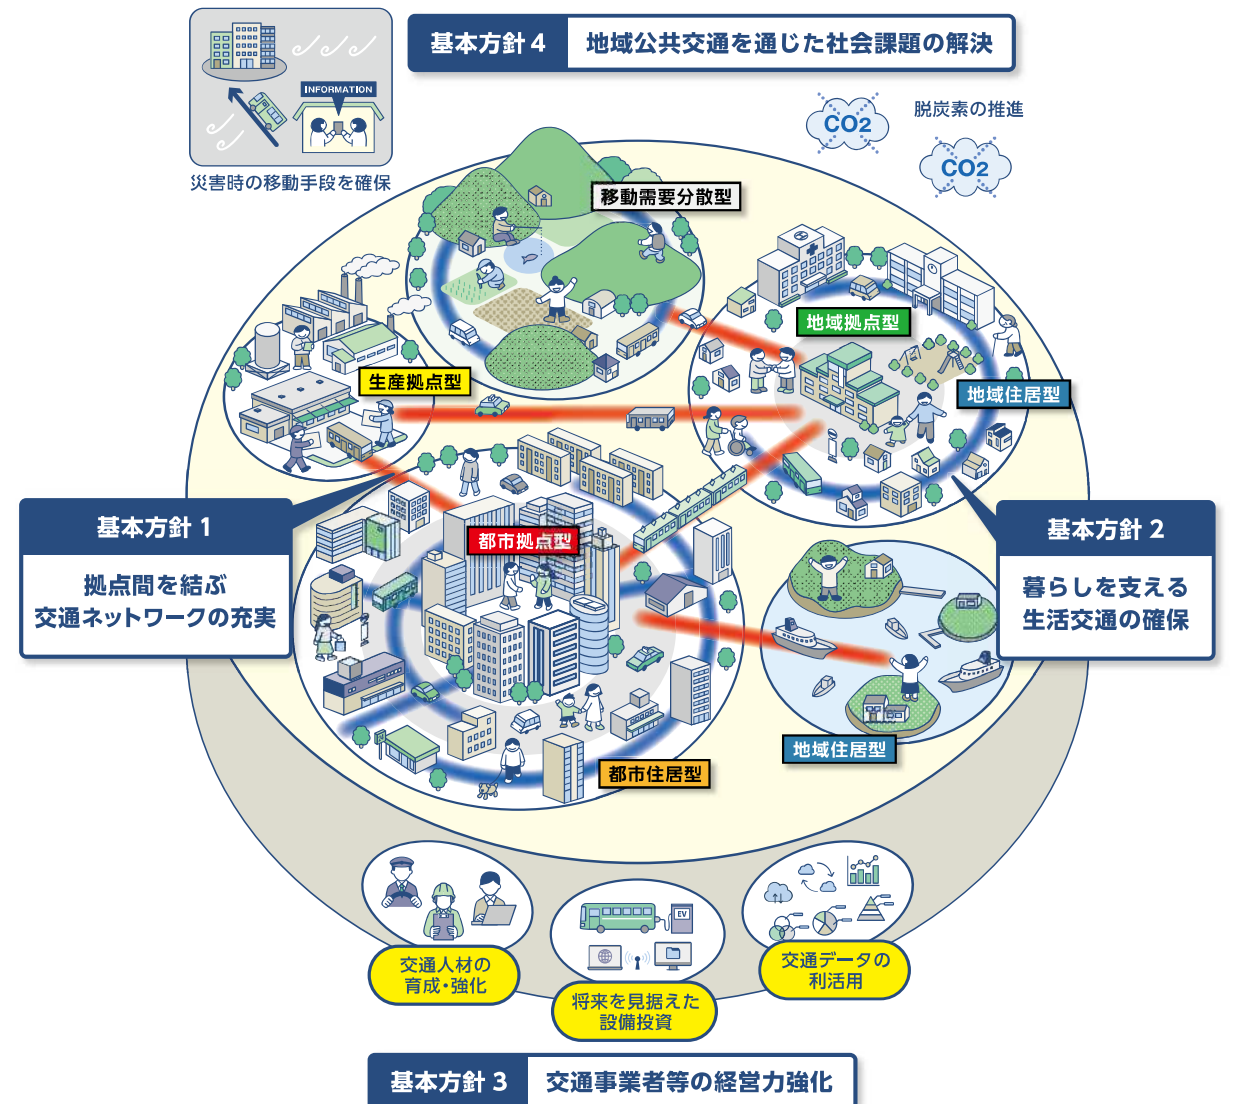 基本方針4
地域公共交通を通じた社会課題の解決
INFORMATION
災害時の移動手段を確保
脱炭素の推進
CO2
CO2
移動需要分散型
地域拠点型
生産拠点型
地域住居型
基本方針1
拠点間を結ぶ
交通ネットワークの充実
都市拠点型
基本方針2
暮らしを支える
生活交通の確保
地域住居型
都市住居型
EV
交通人材の
育成・強化
将来を見据えた
設備投資
交通データの
利活用
基本方針3
交通事業者等の経営力強化